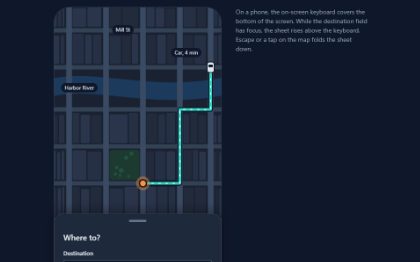 On a phone, the on-screen keyboard covers the
bottom of the screen. While the destination field
has focus, the sheet rises above the keyboard.
Escape or a tap on the map folds the sheet
down.
Mill St
Car, 4 min
Harbor River
Where to?
Destination